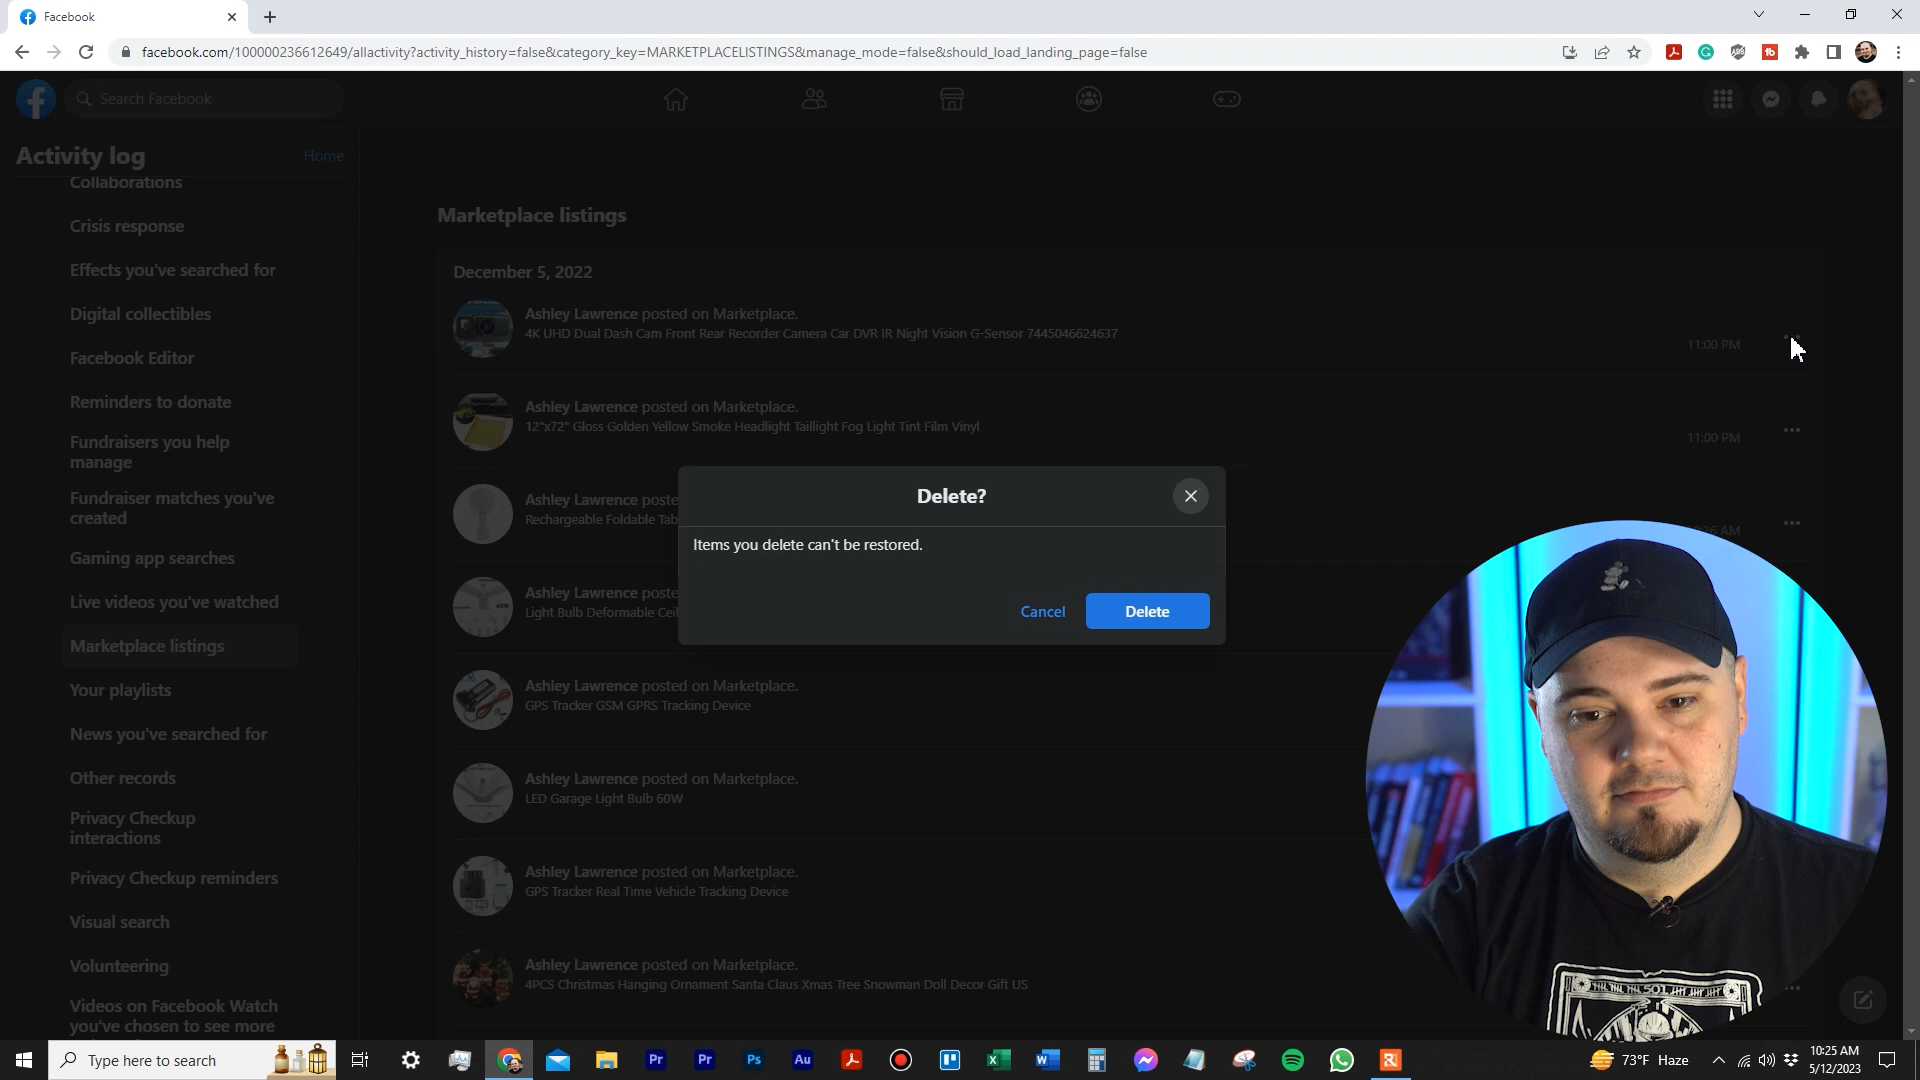 Facebook
facebook.com/100000236612649/allactivity?activity_history=false&category_key=MARKETPLACELISTINGS&manage_mode=false&should_load_landing_page=false
Search Facebook
Activity log
Home
Collaborations
Crisis response
Effects you've searched for
Digital collectibles
Facebook Editor
Reminders to donate
Fundraisers you help
manage
Fundraiser matches you've
created
Gaming app searches
Live videos you've watched
Marketplace listings
Your playlists
News you've searched for
Other records
Privacy Checkup
interactions
Privacy Checkup reminders
Visual search
Volunteering
Videos on Facebook Watch
you've chosen to see more
Marketplace listings
December 5, 2022
Ashley Lawrence posted on Marketplace.
4K UHD Dual Dash Cam Front Rear Recorder Camera Car DVR IR Night Vision G-Sensor 7445046624637
11:00 PM
Ashley Lawrence posted on Marketplace.
12"x72" Gloss Golden Yellow Smoke Headlight Taillight Fog Light Tint Film Vinyl
11:00 PM
Ashley Lawrence poste
Rechargeable Foldable Tab
:26 AM
Ashley Lawrence poste
Light Bulb Deformable Ceil
Ashley Lawrence posted on Marketplace.
GPS Tracker GSM GPRS Tracking Device
Ashley Lawrence posted on Marketplace.
LED Garage Light Bulb 60W
Ashley Lawrence posted on Marketplace.
GPS Tracker Real Time Vehicle Tracking Device
Ashley Lawrence posted on Marketplace.
4PCS Christmas Hanging Ornament Santa Claus Xmas Tree Snowman Doll Decor Gift US
Delete?
Items you delete can't be restored.
Cancel
Delete
501
Type here to search
Pr
Pr
Ps
Au
73°F Haze
10:25 AM
5/12/2023